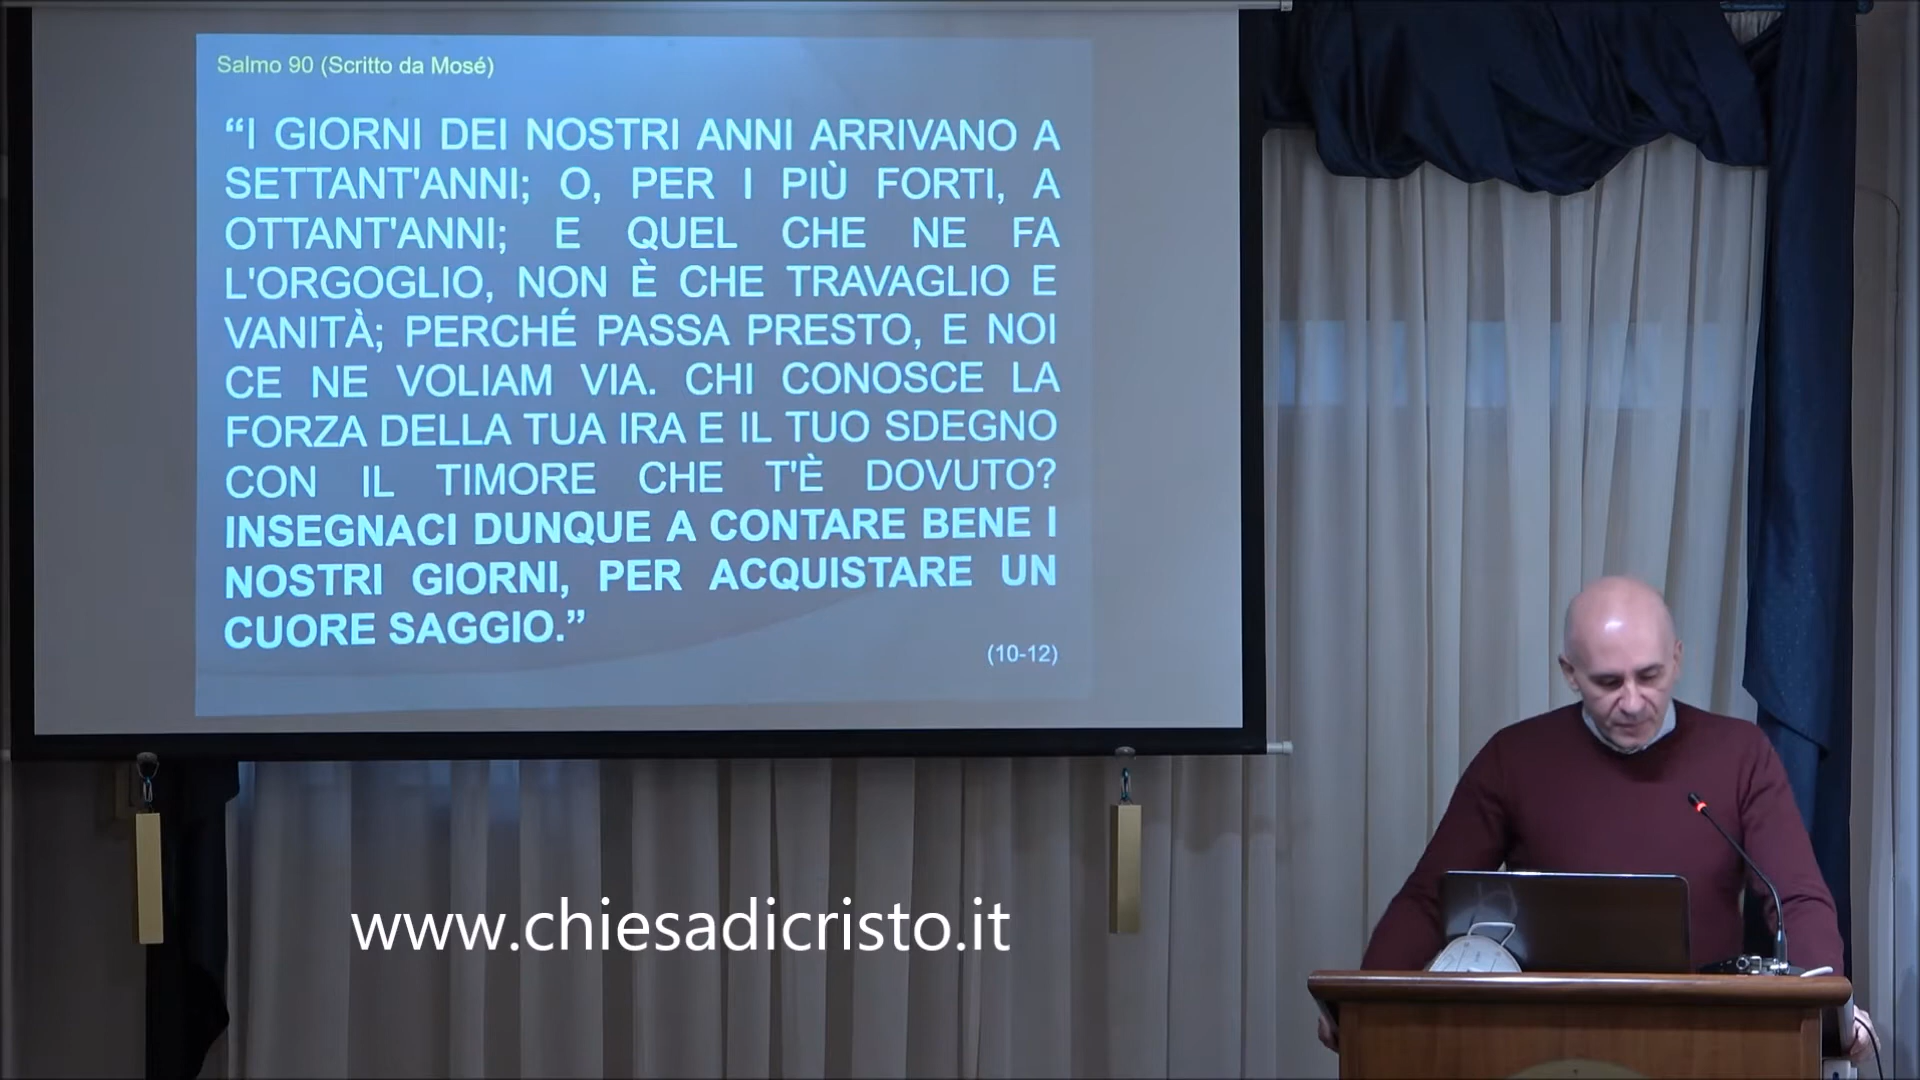 Salmo 90 (Scritto da Mosé)
“I GIORNI DEI NOSTRI ANNI ARRIVANO A
SETTANT'ANNI; O, PER I PIÙ FORTI, A
OTTANT'ANNI; E QUEL CHE NE FA
L'ORGOGLIO, NON È CHE TRAVAGLIO E
VANITÀ; PERCHÉ PASSA PRESTO, E NOI
CE NE VOLIAM VIA. CHI CONOSCE LA
FORZA DELLA TUA IRA E IL TUO SDEGNO
CON IL TIMORE CHE T'È DOVUTO?
INSEGNACI DUNQUE A CONTARE BENE I
NOSTRI GIORNI, PER ACQUISTARE UN
CUORE SAGGIO.”
(10-12)
www.chiesadicristo.it